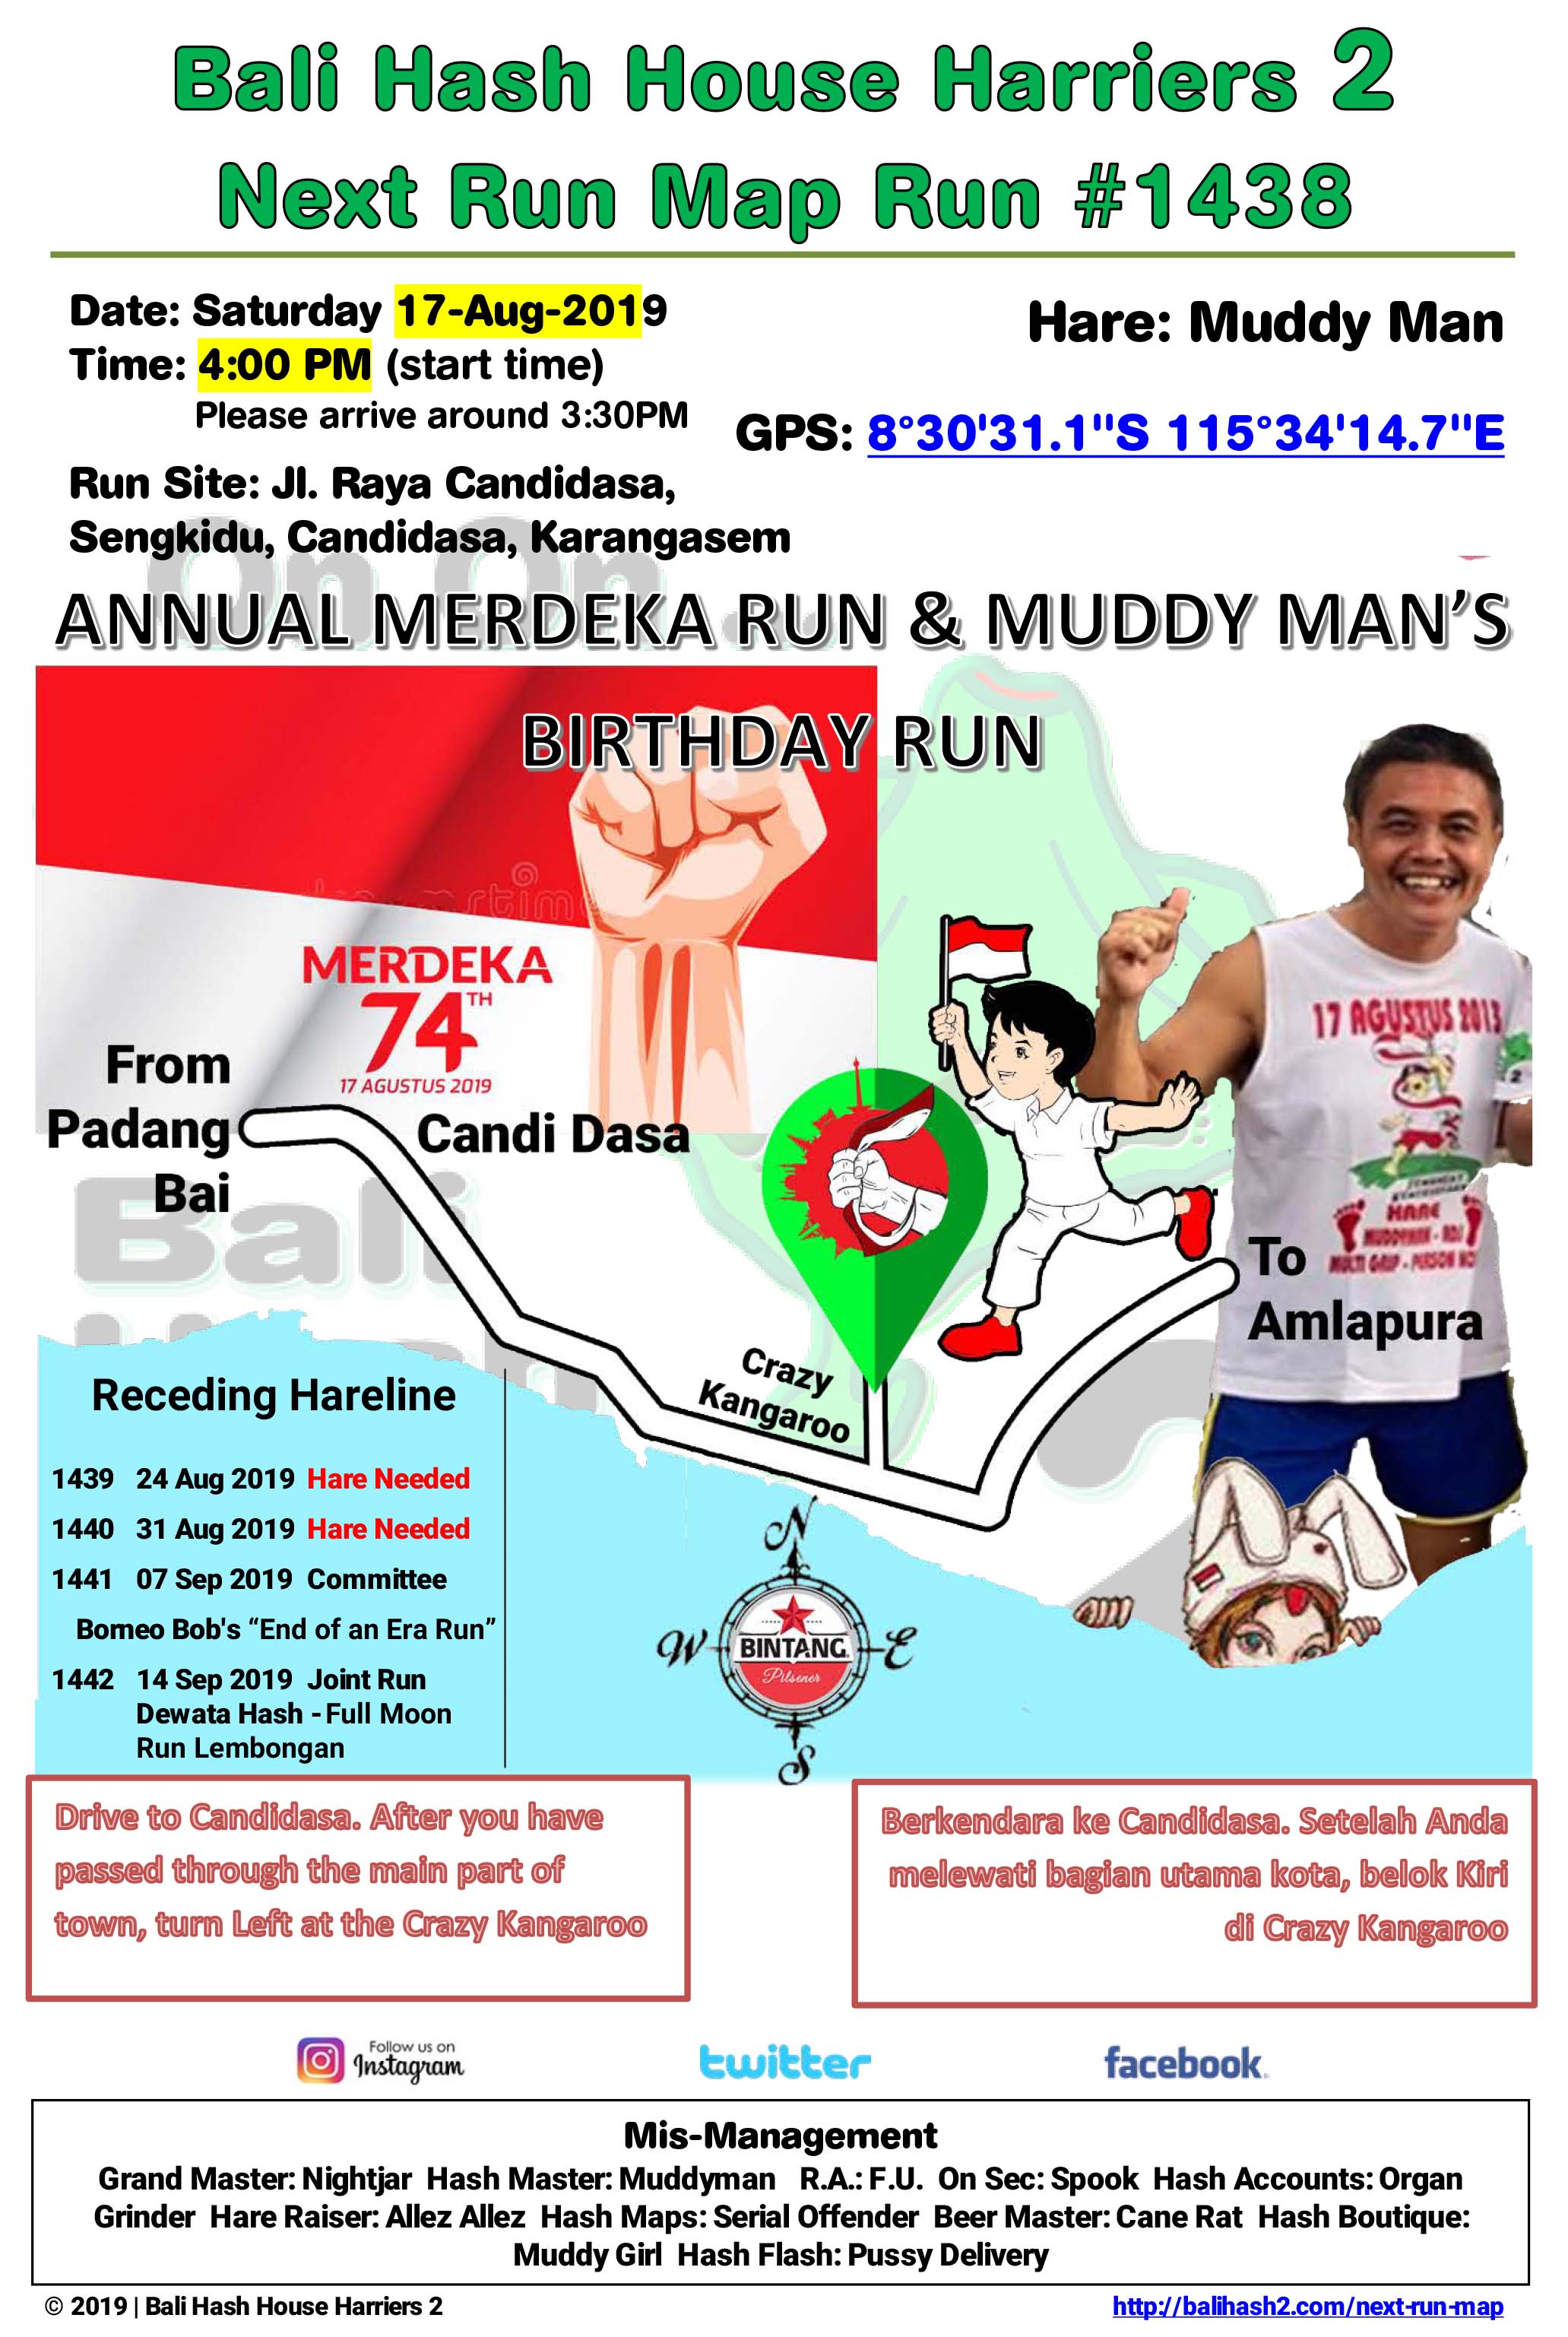 Bali Hash House Harriers 2
Next Run Map Run #1438
Date: Saturday 17-Aug-2019
Time: 4:00 PM (start time)
Please arrive around 3:30PM
Hare: Muddy Man
GPS: 8°30'31.1"S 115°34'14.7"E
Run Site: Jl. Raya Candidasa,
Sengkidu, Candidasa, Karangasem
On On
ANNUAL MERDEKA RUN & MUDDY MAN'S
BIRTHDAY RUN
MERDEKA
74TH
17 AGUSTUS 2019
From
Padang
Bai
Candi Dasa
17 AGUSTUS 2013
HARE
MUDDYMAN - ADI
2
To
Amlapura
Bali
Crazy
Kangaroo
Receding Hareline
1439 24 Aug 2019 Hare Needed
1440 31 Aug 2019 Hare Needed
1441 07 Sep 2019 Committee
Borneo Bob's “End of an Era Run”
1442 14 Sep 2019 Joint Run
Dewata Hash - Full Moon
Run Lembongan
N
W BINTANG E
Pilsener
S
Drive to Candidasa. After you have
passed through the main part of
town, turn Left at the Crazy Kangaroo
Berkendara ke Candidasa. Setelah Anda
melewati bagian utama kota, belok Kiri
di Crazy Kangaroo
Follow us on
Instagram
twitter
facebook
Mis-Management
Grand Master: Nightjar Hash Master: Muddyman R.A.: F.U. On Sec: Spook Hash Accounts: Organ
Grinder Hare Raiser: Allez Allez Hash Maps: Serial Offender Beer Master: Cane Rat Hash Boutique:
Muddy Girl Hash Flash: Pussy Delivery
© 2019 | Bali Hash House Harriers 2
http://balihash2.com/next-run-map